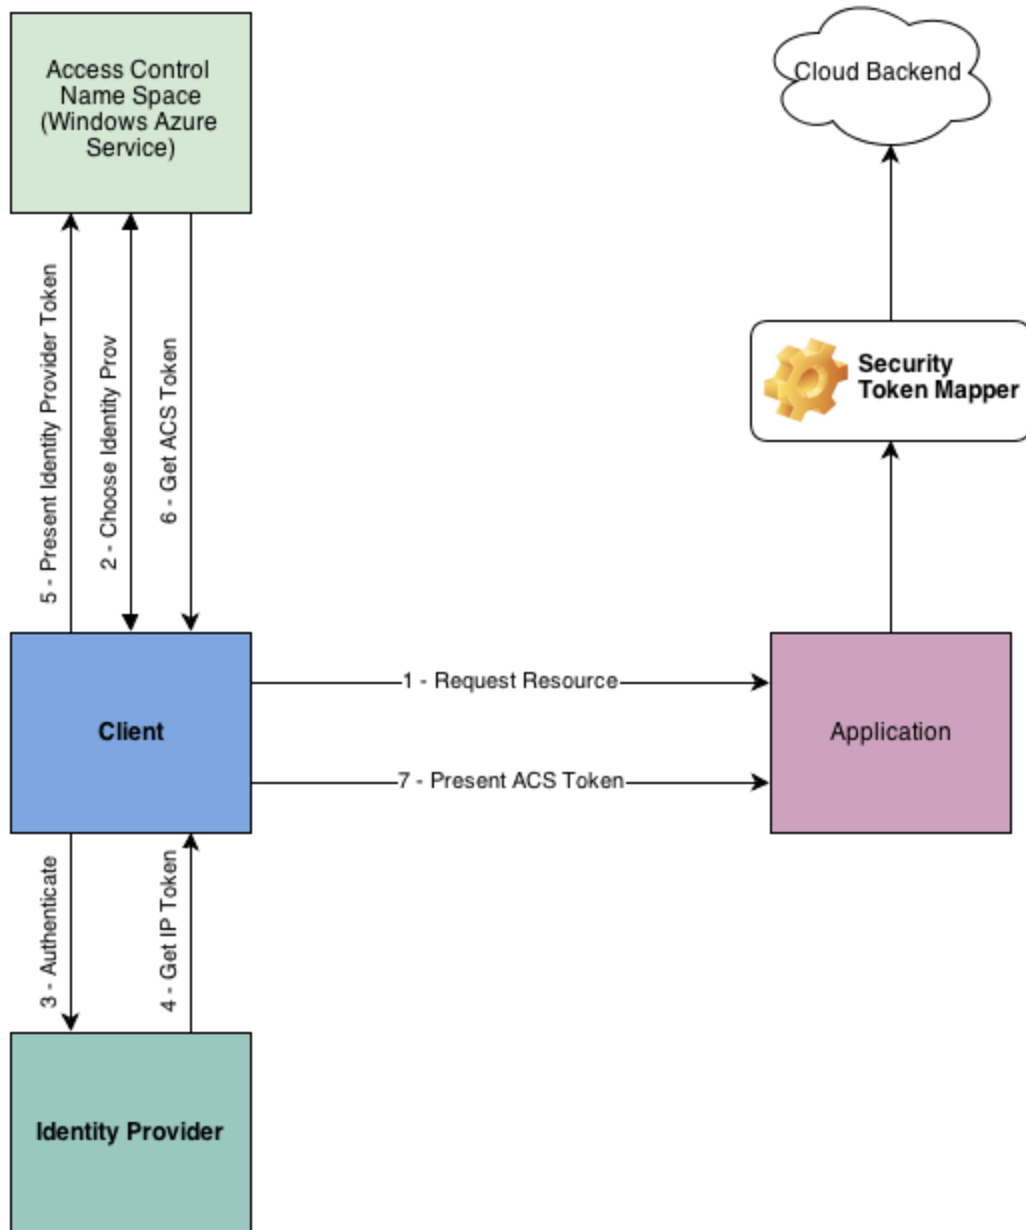 Access Control
Name Space
(Windows Azure
Service)
Cloud Backend
5 - Present Identity Provider Token
2 - Choose Identity Prov
6 - Get ACS Token
Security
Token Mapper
Client
1 - Request Resource
7 - Present ACS Token
Application
3 - Authenticate
4 - Get IP Token
Identity Provider